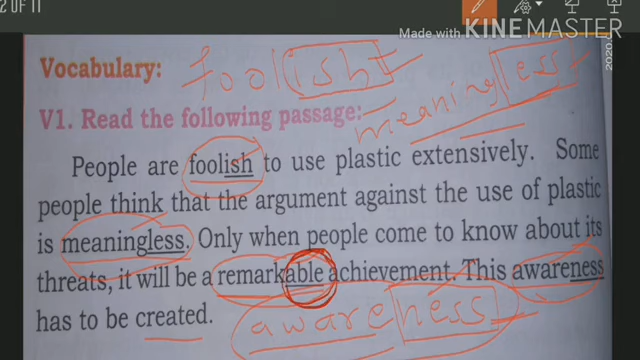 2 of 11
Made with KINEMASTER
2020.0
Vocabulary: foolish
meaningless
V1. Read the following passage:
People are foolish to use plastic extensively. Some
people think that the argument against the use of plastic
is meaningless. Only when people come to know about its
threats, it will be a remarkable achievement. This awareness
has to be created.
awareness